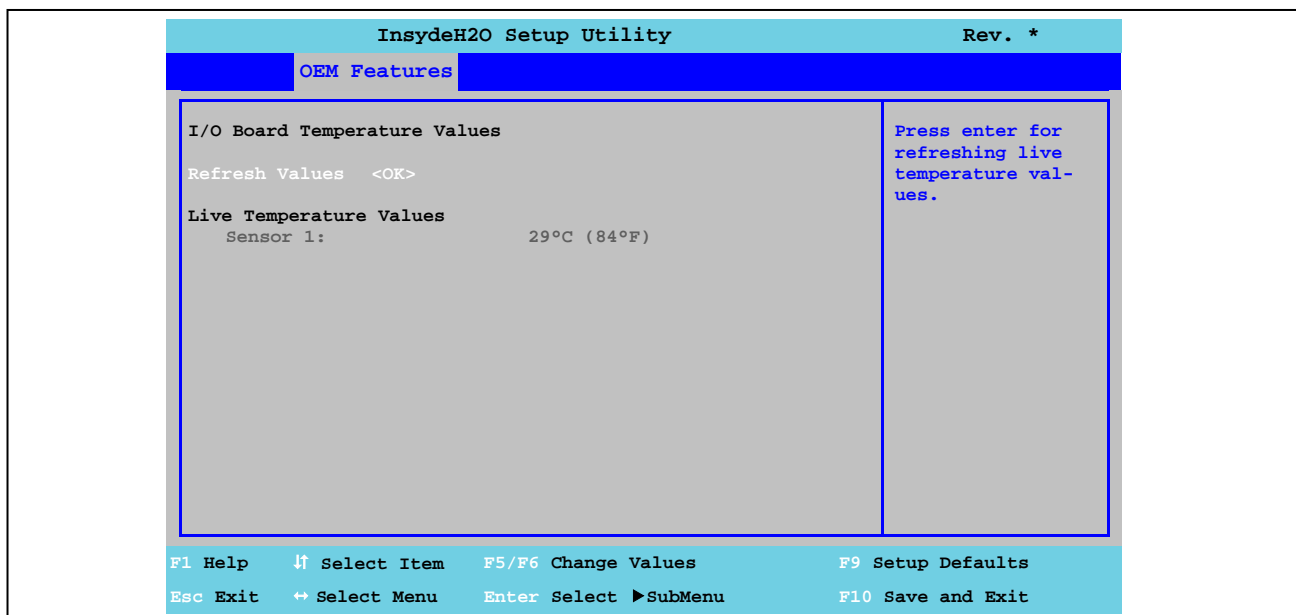 InsydeH2O Setup Utility Rev. *
OEM Features
I/O Board Temperature Values
Refresh Values <OK>
Live Temperature Values
Sensor 1: 29°C (84°F)
Press enter for
refreshing live
temperature val-
ues.
F1 Help ↓↑ Select Item F5/F6 Change Values F9 Setup Defaults
Esc Exit ↔ Select Menu Enter Select ▶SubMenu F10 Save and Exit